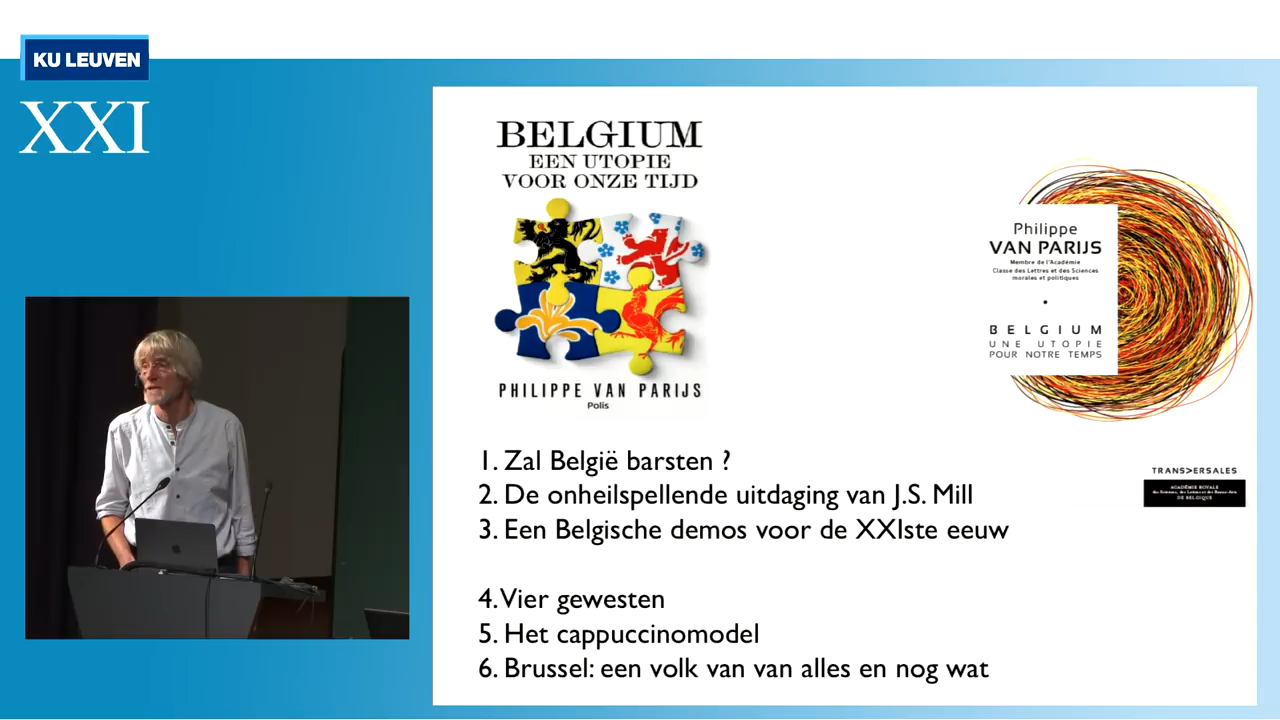 KU LEUVEN
XXI
BELGIUM
EEN UTOPIE
VOOR ONZE TIJD
PHILIPPE VAN PARIJS
Polis
Philippe
VAN PARIJS
Membre de l'Académie
Classe des Lettres et des Sciences
morales et politiques
•
BELGIUM
UNE UTOPIE
POUR NOTRE TEMPS
TRANS>ERSALES
ACADÉMIE ROYALE
des Sciences, des Lettres et des Beaux-Arts
DE BELGIQUE
1. Zal België barsten ?
2. De onheilspellende uitdaging van J.S. Mill
3. Een Belgische demos voor de XXIste eeuw
4. Vier gewesten
5. Het cappuccinomodel
6. Brussel: een volk van van alles en nog wat